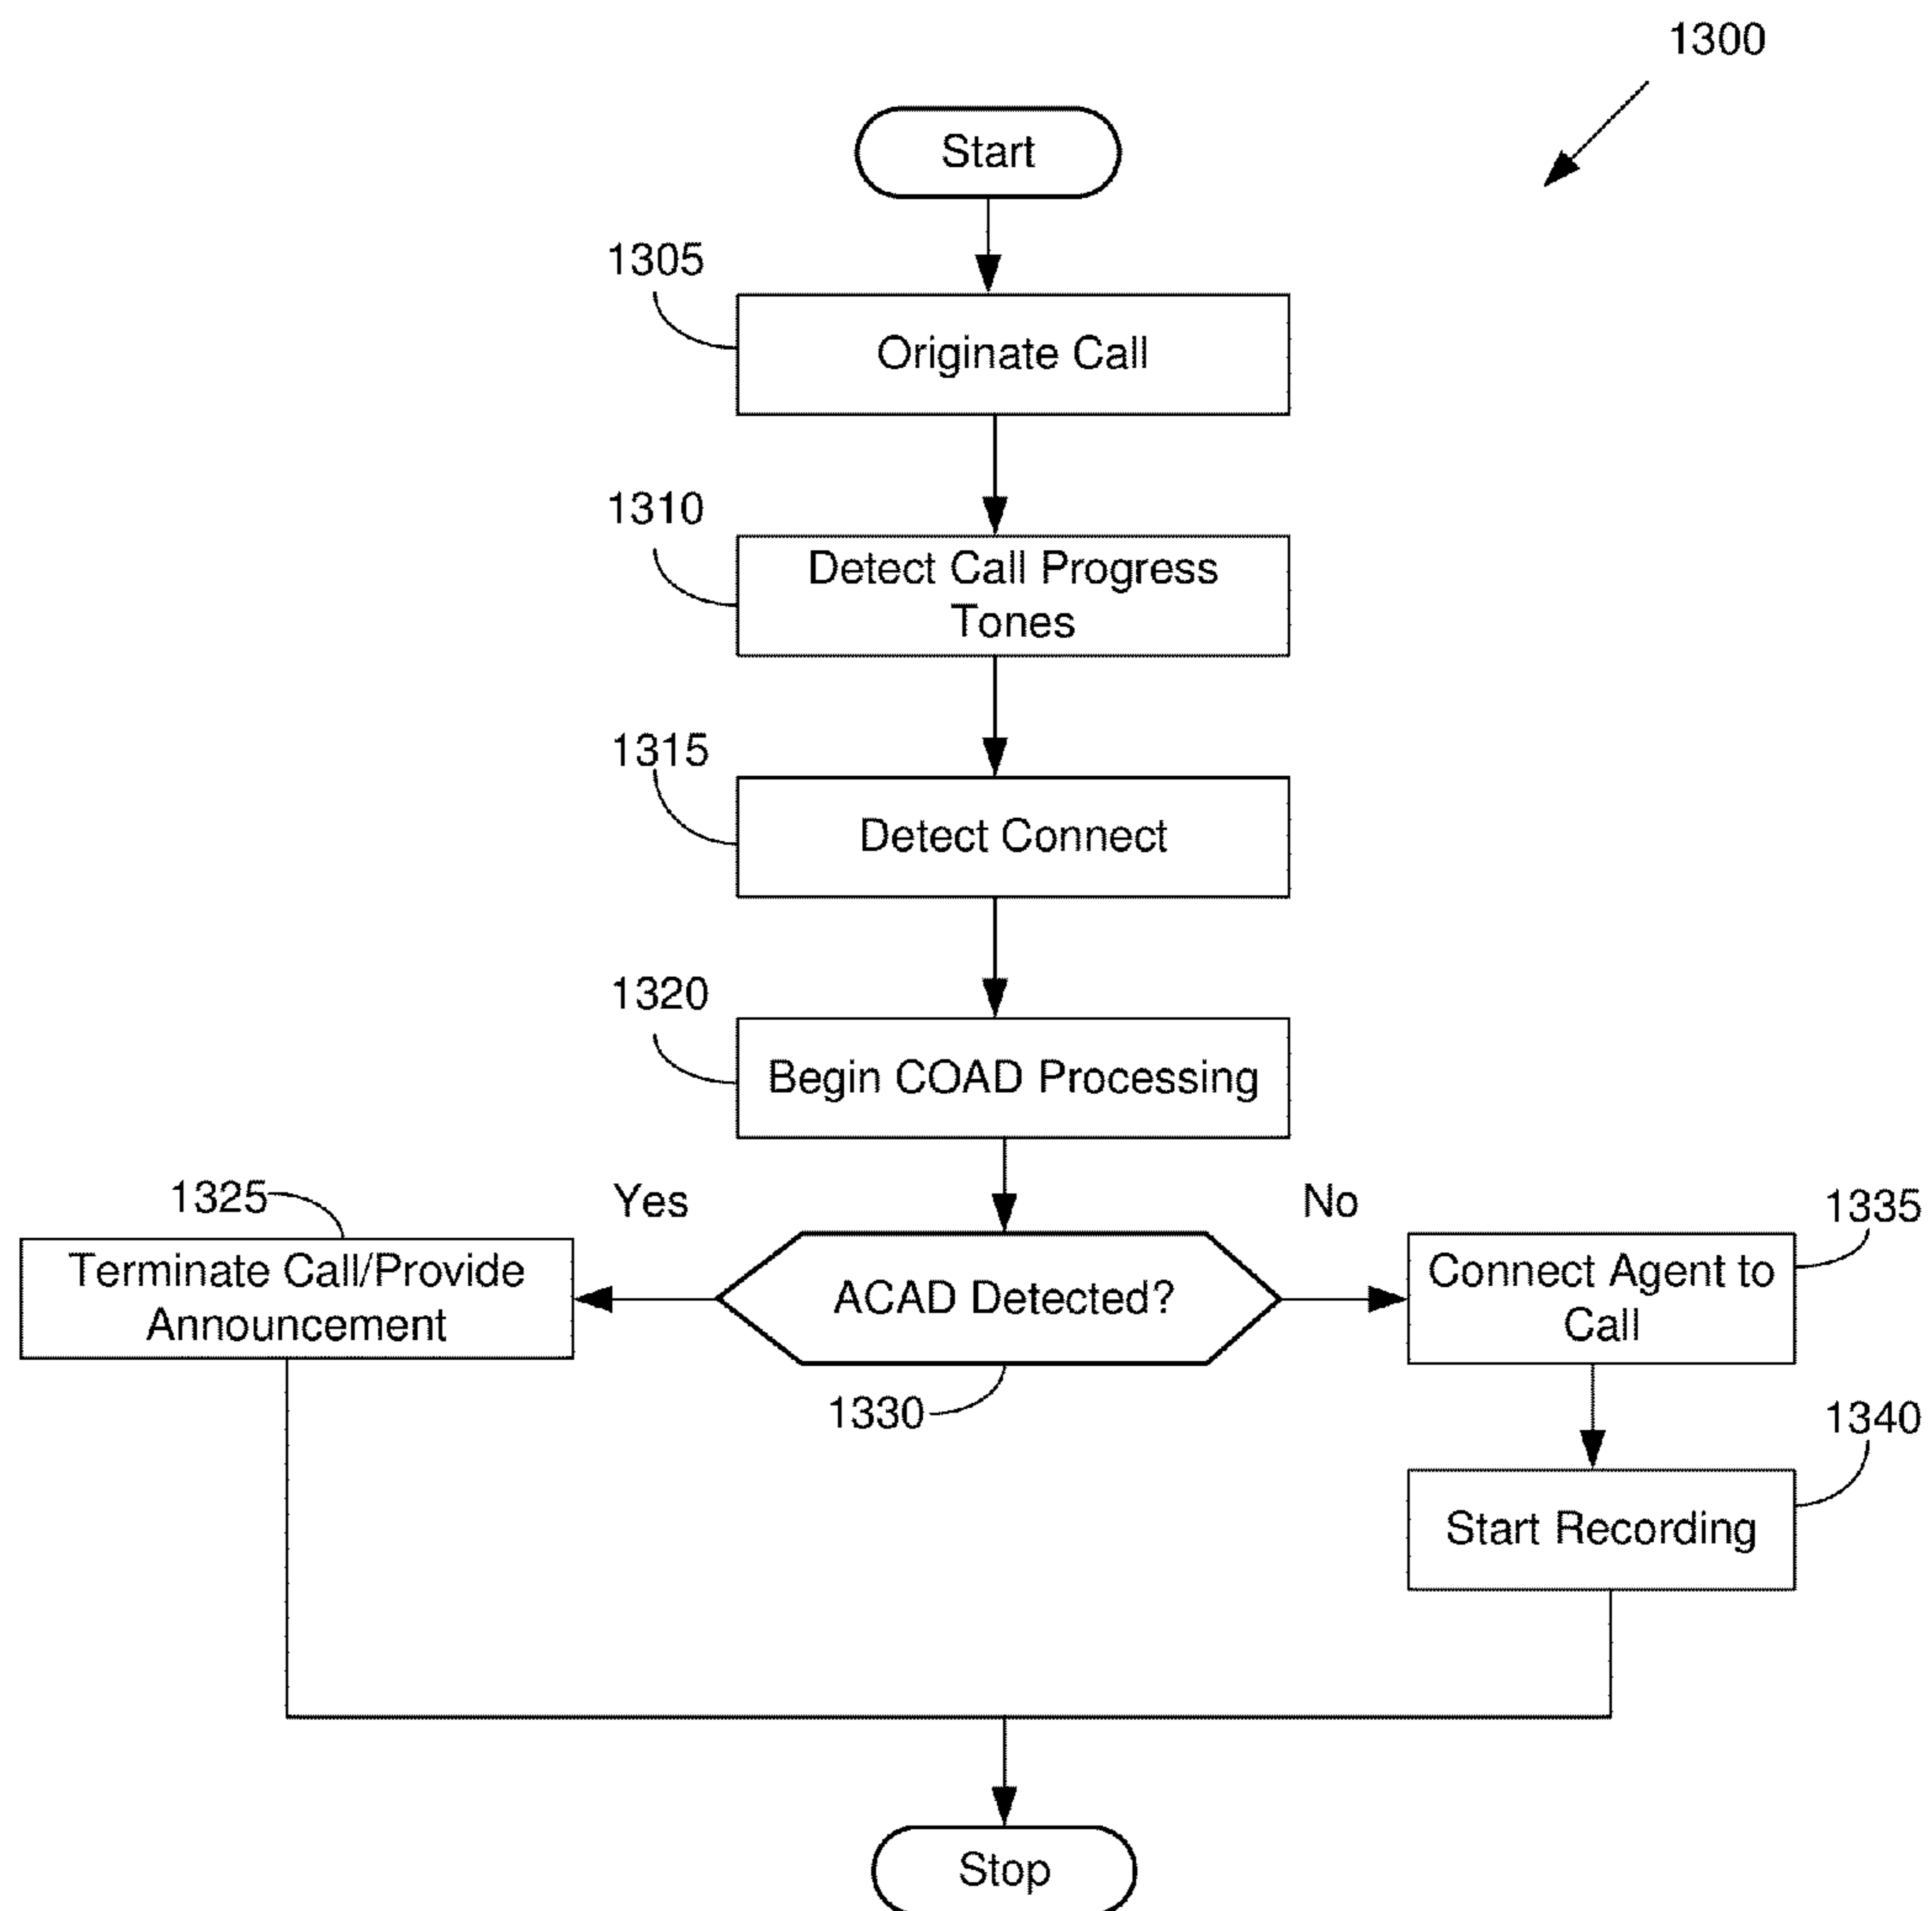 1300
Start
1305
Originate Call
1310
Detect Call Progress
Tones
1315
Detect Connect
1320
Begin COAD Processing
1325
Yes
No
1335
Terminate Call/Provide
Announcement
ACAD Detected?
Connect Agent to
Call
1330
1340
Start Recording
Stop